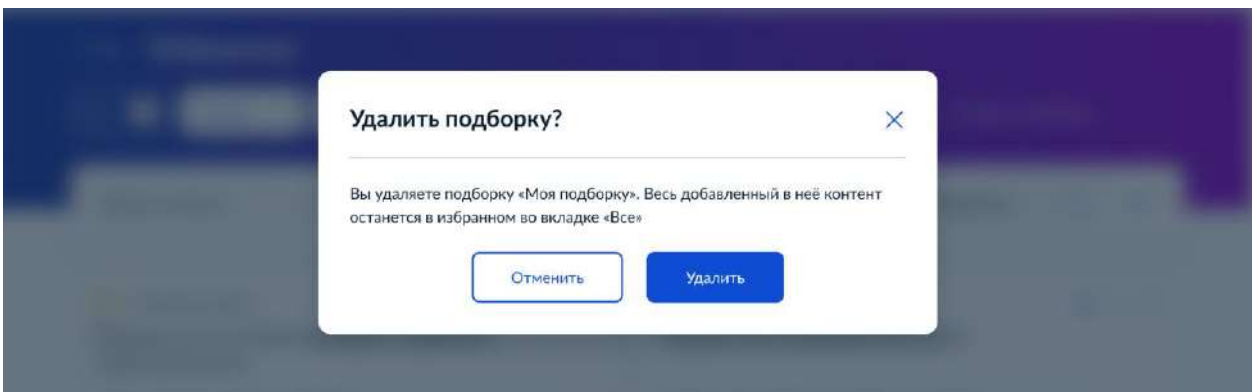 Удалить подборку?
Вы удаляете подборку «Моя подборку». Весь добавленный в неё контент
останется в избранном во вкладке «Все»
Отменить
Удалить